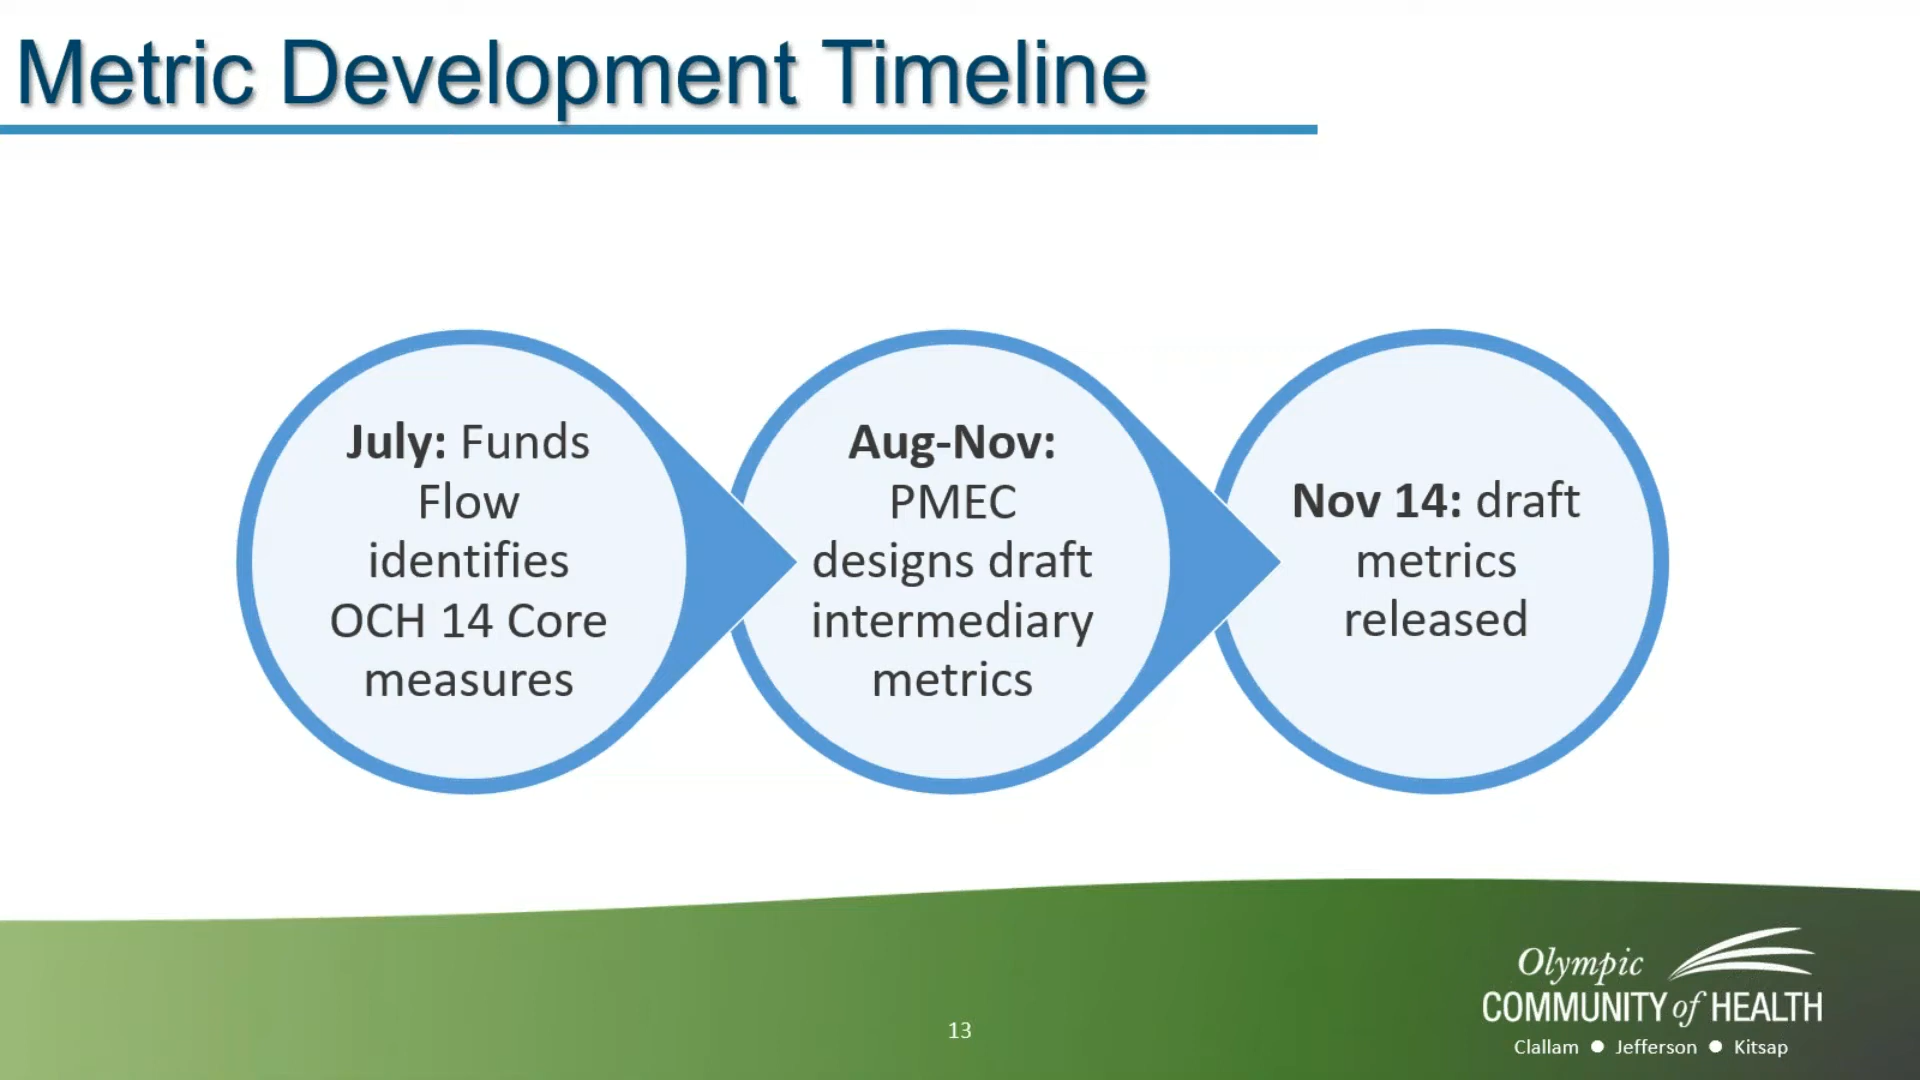 Metric Development Timeline
July: Funds
Flow
identifies
OCH 14 Core
measures
Aug-Nov:
PMEC
designs draft
intermediary
metrics
Nov 14: draft
metrics
released
13
Olympic
COMMUNITY of HEALTH
Clallam ● Jefferson ● Kitsap